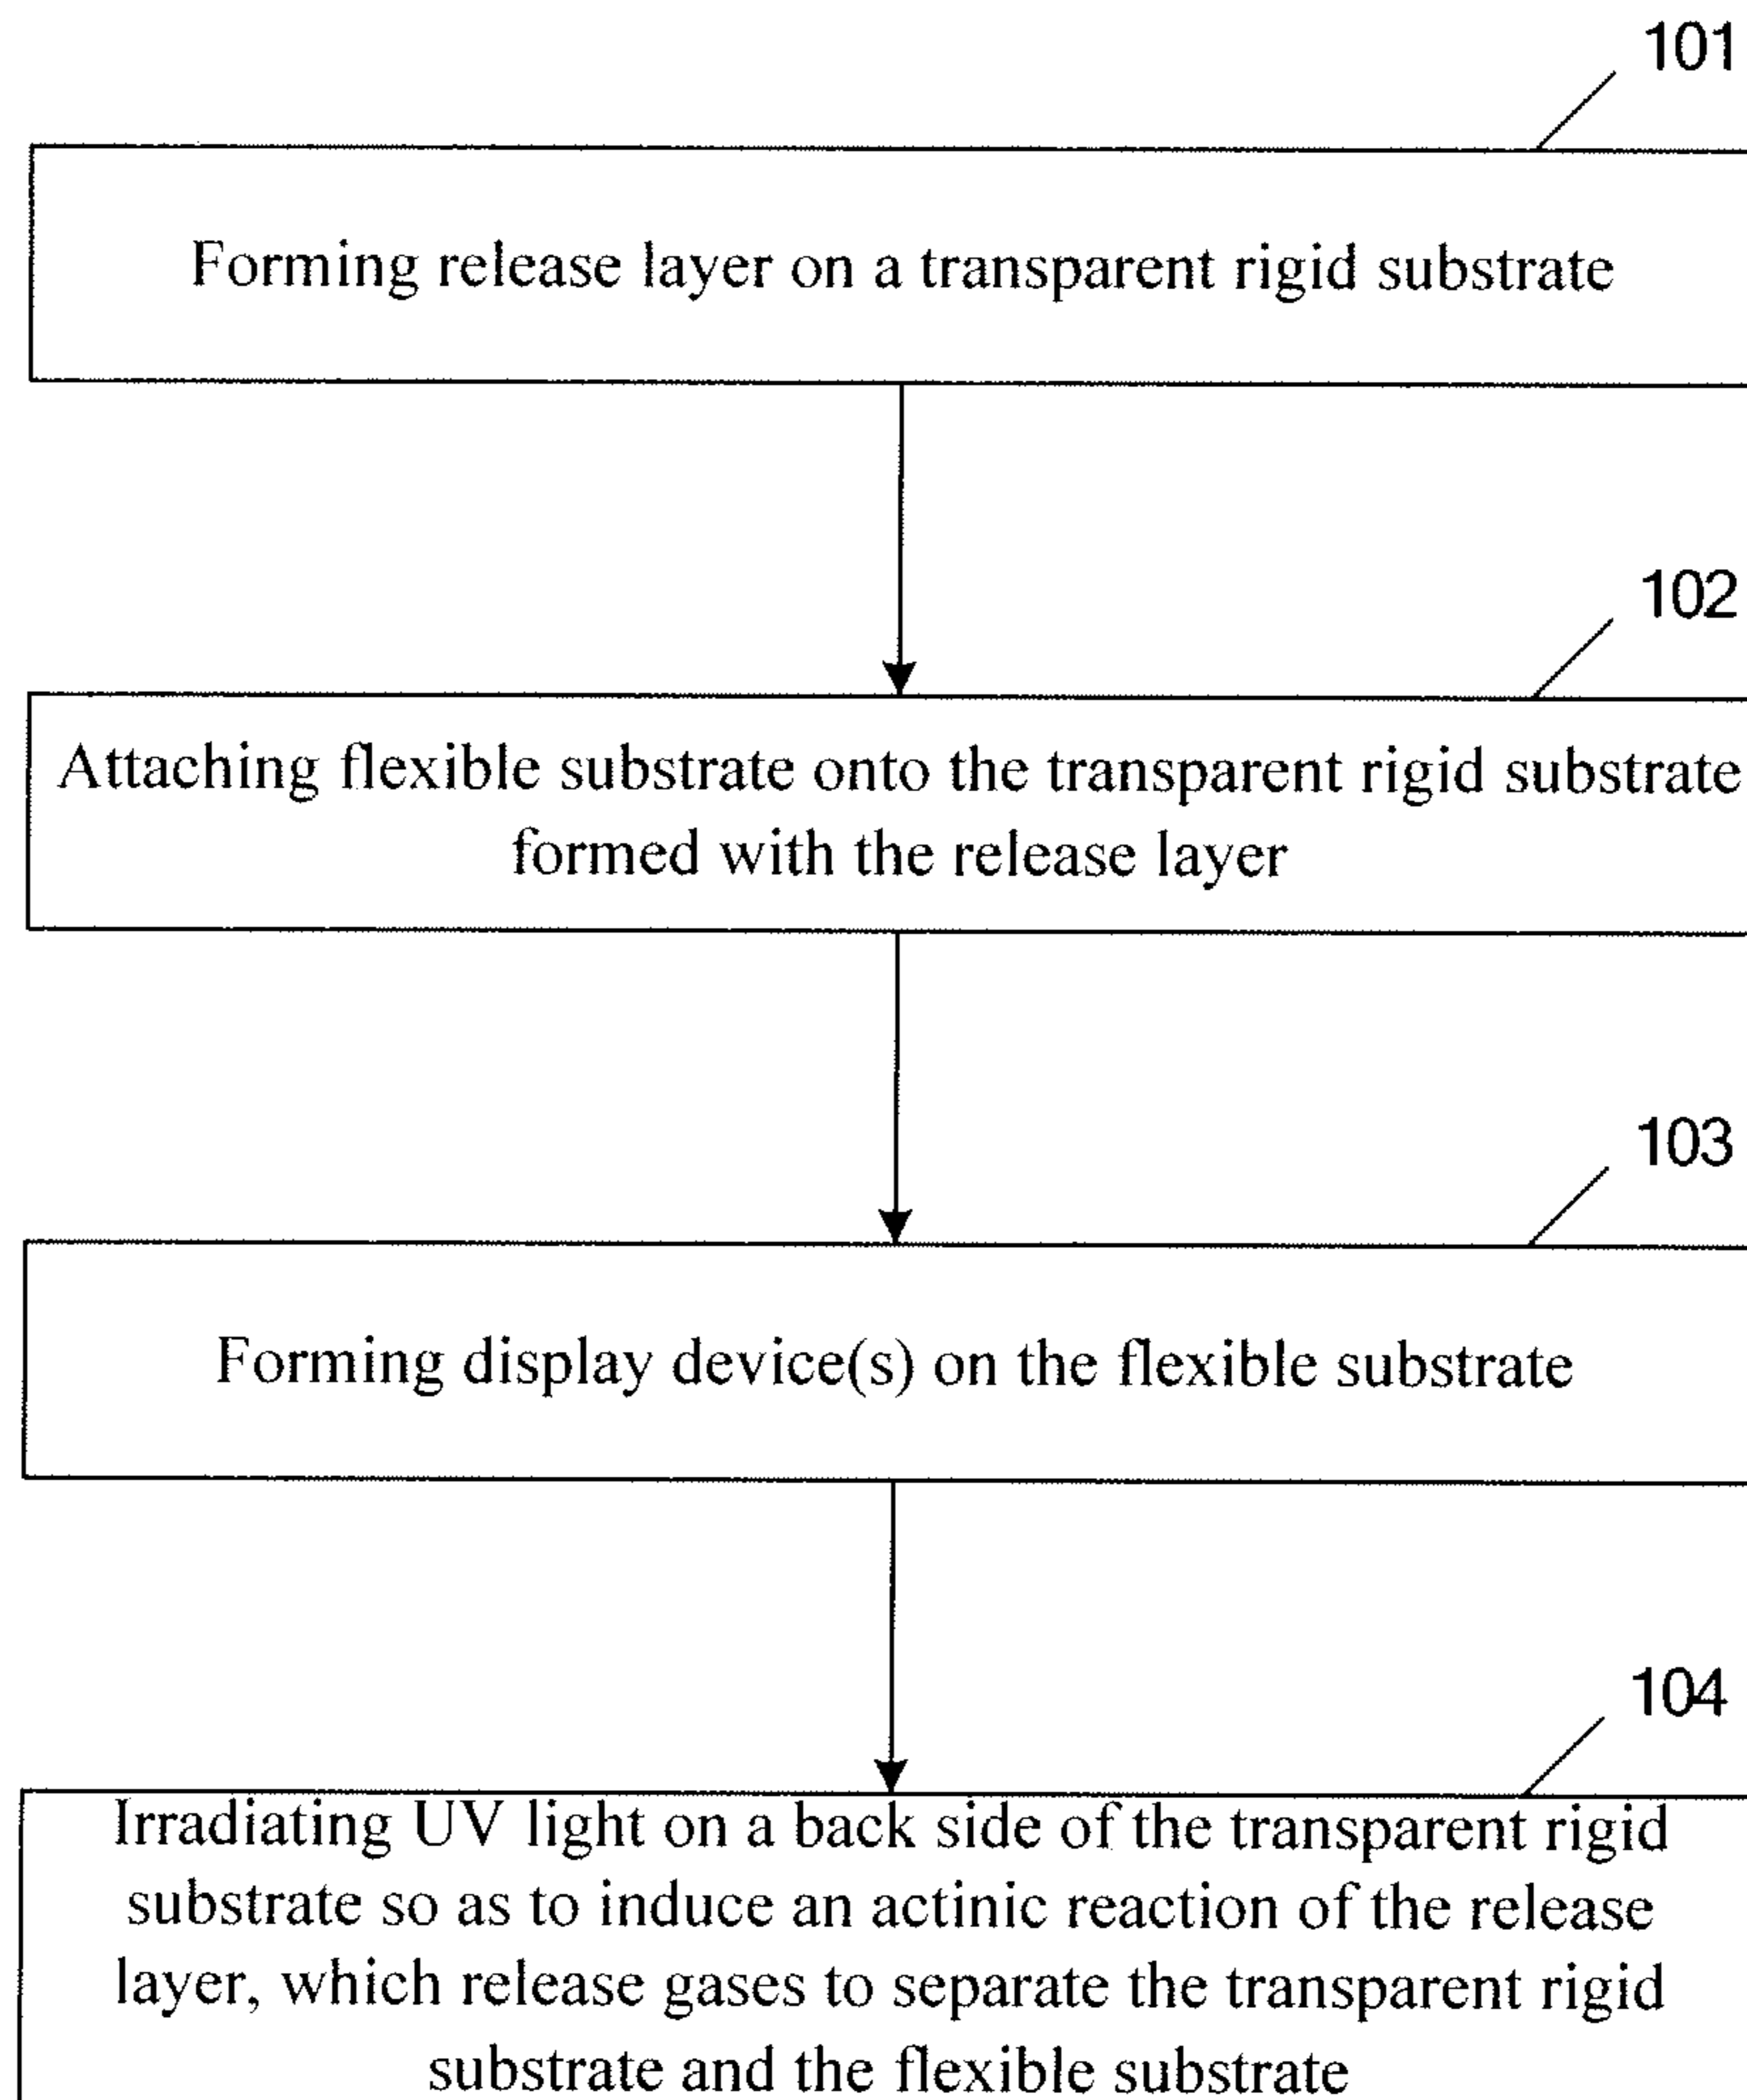 101
Forming release layer on a transparent rigid substrate
102
Attaching flexible substrate onto the transparent rigid substrate
formed with the release layer
103
Forming display device(s) on the flexible substrate
104
Irradiating UV light on a back side of the transparent rigid
substrate so as to induce an actinic reaction of the release
layer, which release gases to separate the transparent rigid
substrate and the flexible substrate